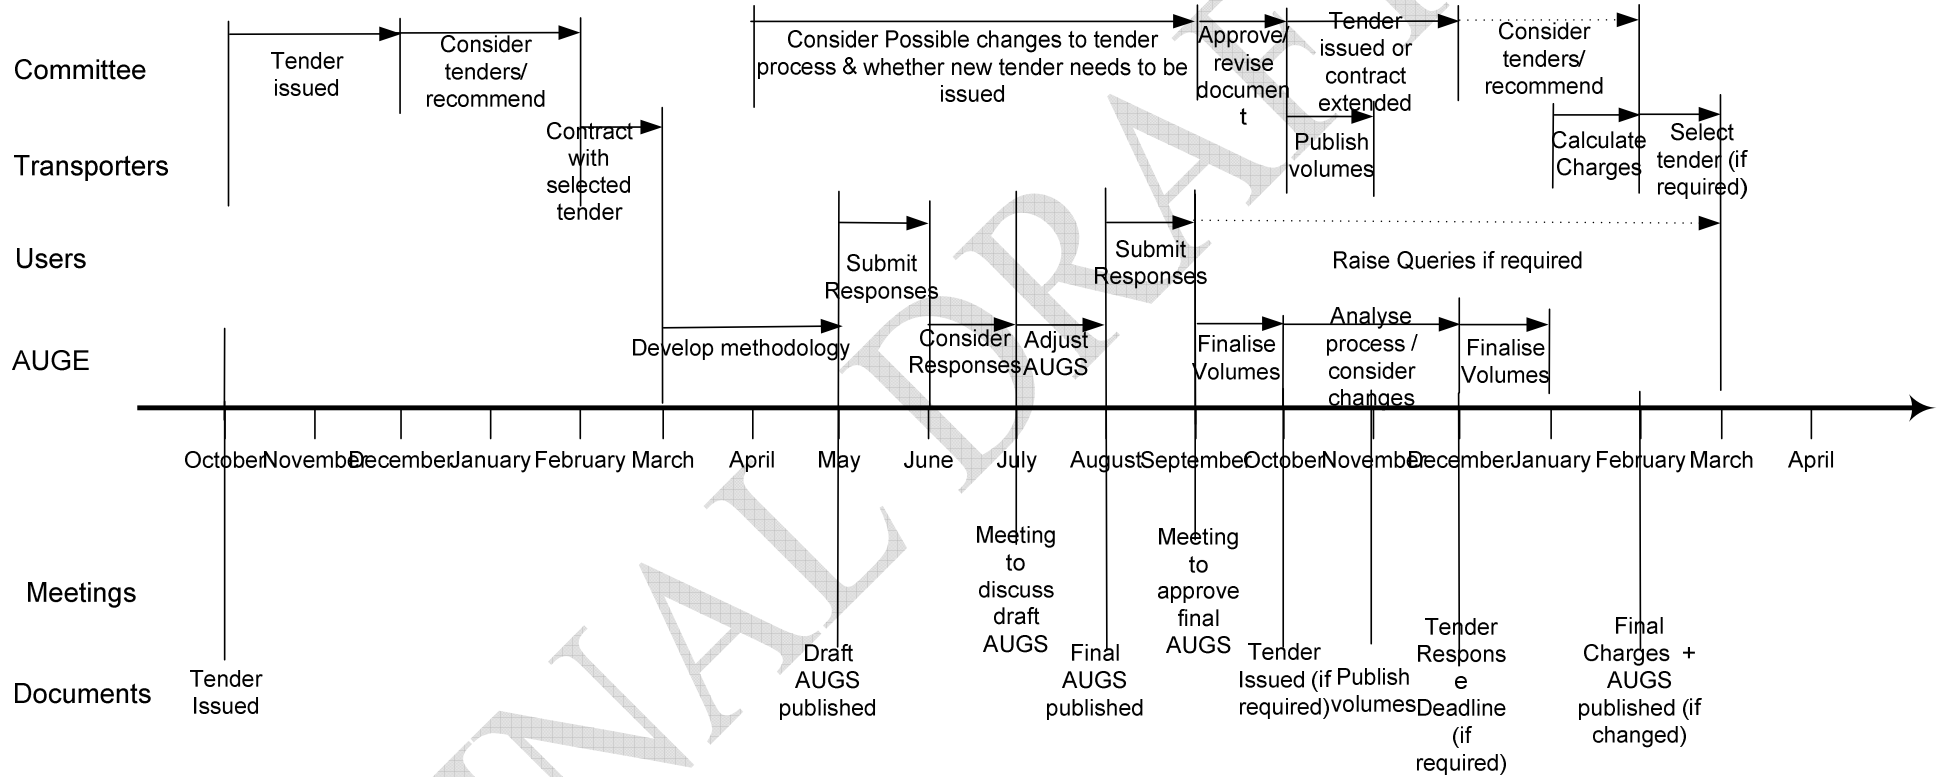 Committee
Tender
issued
Consider
tenders/
recommend
Consider Possible changes to tender
process & whether new tender needs to be
issued
Approve/
revise
documen
t
Tender
issued or
contract
extended
Consider
tenders/
recommend
Transporters
Contract
with
selected
tender
Publish
volumes
Calculate
Charges
Select
tender (if
required)
Users
Submit
Responses
Submit
Responses
Raise Queries if required
AUGE
Develop methodology
Consider
Responses
Adjust
AUGS
Finalise
Volumes
Analyse
process /
consider
changes
Finalise
Volumes
October November December January February March April May June July August September October November December January February March April
Meetings
Meeting
to
discuss
draft
AUGS
Meeting
to
approve
final
AUGS
Documents
Tender
Issued
Draft
AUGS
published
Final
AUGS
published
Tender
Issued (if
required)
Publish
volumes
Tender
Respons
e
Deadline
(if
required)
Final
Charges +
AUGS
published (if
changed)
NAL DRAF